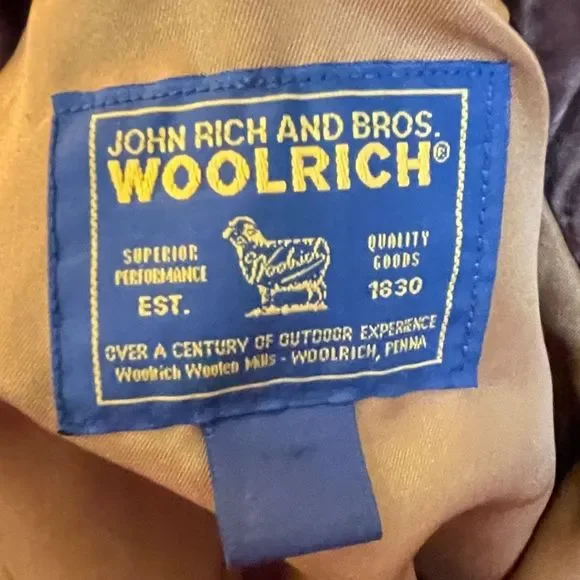 JOHN RICH AND BROS.
WOOLRICH®
SUPERIOR
PERFORMANCE
EST.
Woolrich
QUALITY
GOODS
1830
OVER A CENTURY OF OUTDOOR EXPERIENCE
Woolrich Woolen Mills - WOOLRICH, PENNA